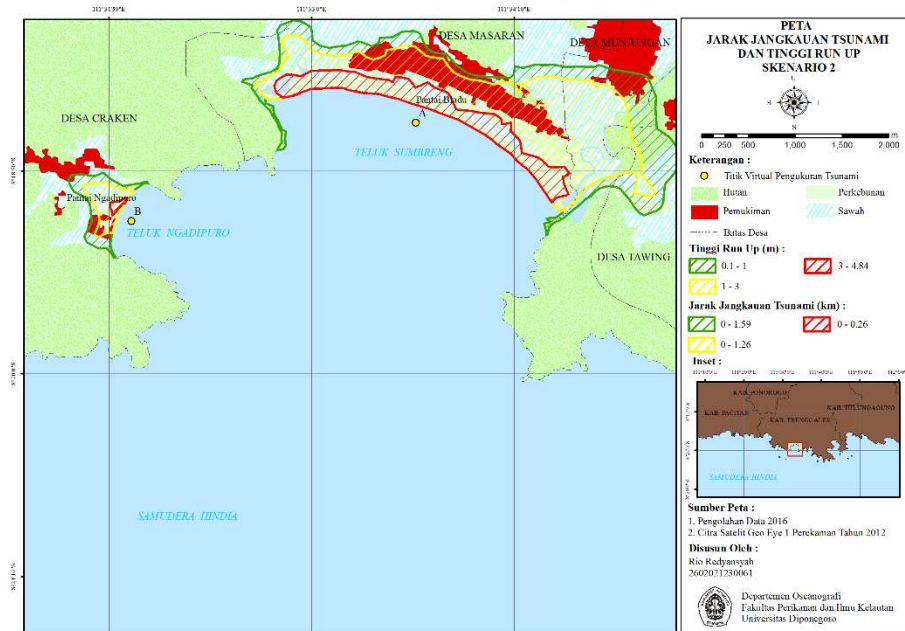 PETA
JARAK JANGKAUAN TSUNAMI
DAN TINGGI RUN UP
SKENARIO 2
DESA MASARAN
DESA MUNJUNGAN
DESA CRAKEN
A
TELUK SUMBRENG
Pantai Ngadipuro
B
TELUK NGADIPURO
DESA TAWING
SAMUDERA HINDIA
0 500 1,000 1,500 2,000
m
Keterangan :
Titik Virtual Pengukuran Tsunami
Hutan
Perkebunan
Pemukiman
Sawah
Batas Desa
Tinggi Run Up (m) :
0.1 - 1
3 - 4.84
1 - 3
Jarak Jangkauan Tsunami (km) :
0 - 1.59
0 - 0.26
0 - 1.26
Inset :
KAB. PONOROGO
KAB. PACITAN
KAB. TRENGGALEK
KAB. TULUNGAGUNG
SAMUDERA HINDIA
Sumber Peta :
1. Pengolahan Data 2016
2. Citra Satelit Geo Eye 1 Perekaman Tahun 2012
Disusun Oleh :
Rio Redyansyah
26020212130061
Departemen Oseanografi
Fakultas Perikanan dan Ilmu Kelautan
Universitas Diponegoro